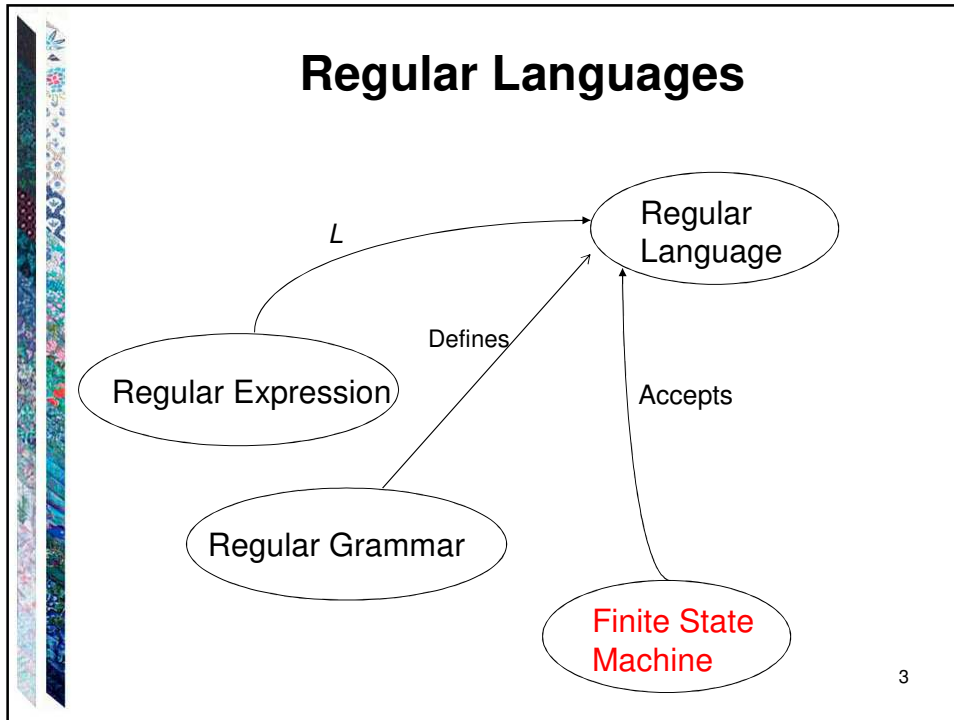 Regular Languages
Regular
Language
L
Defines
Regular Expression
Accepts
Regular Grammar
Finite State
Machine
3